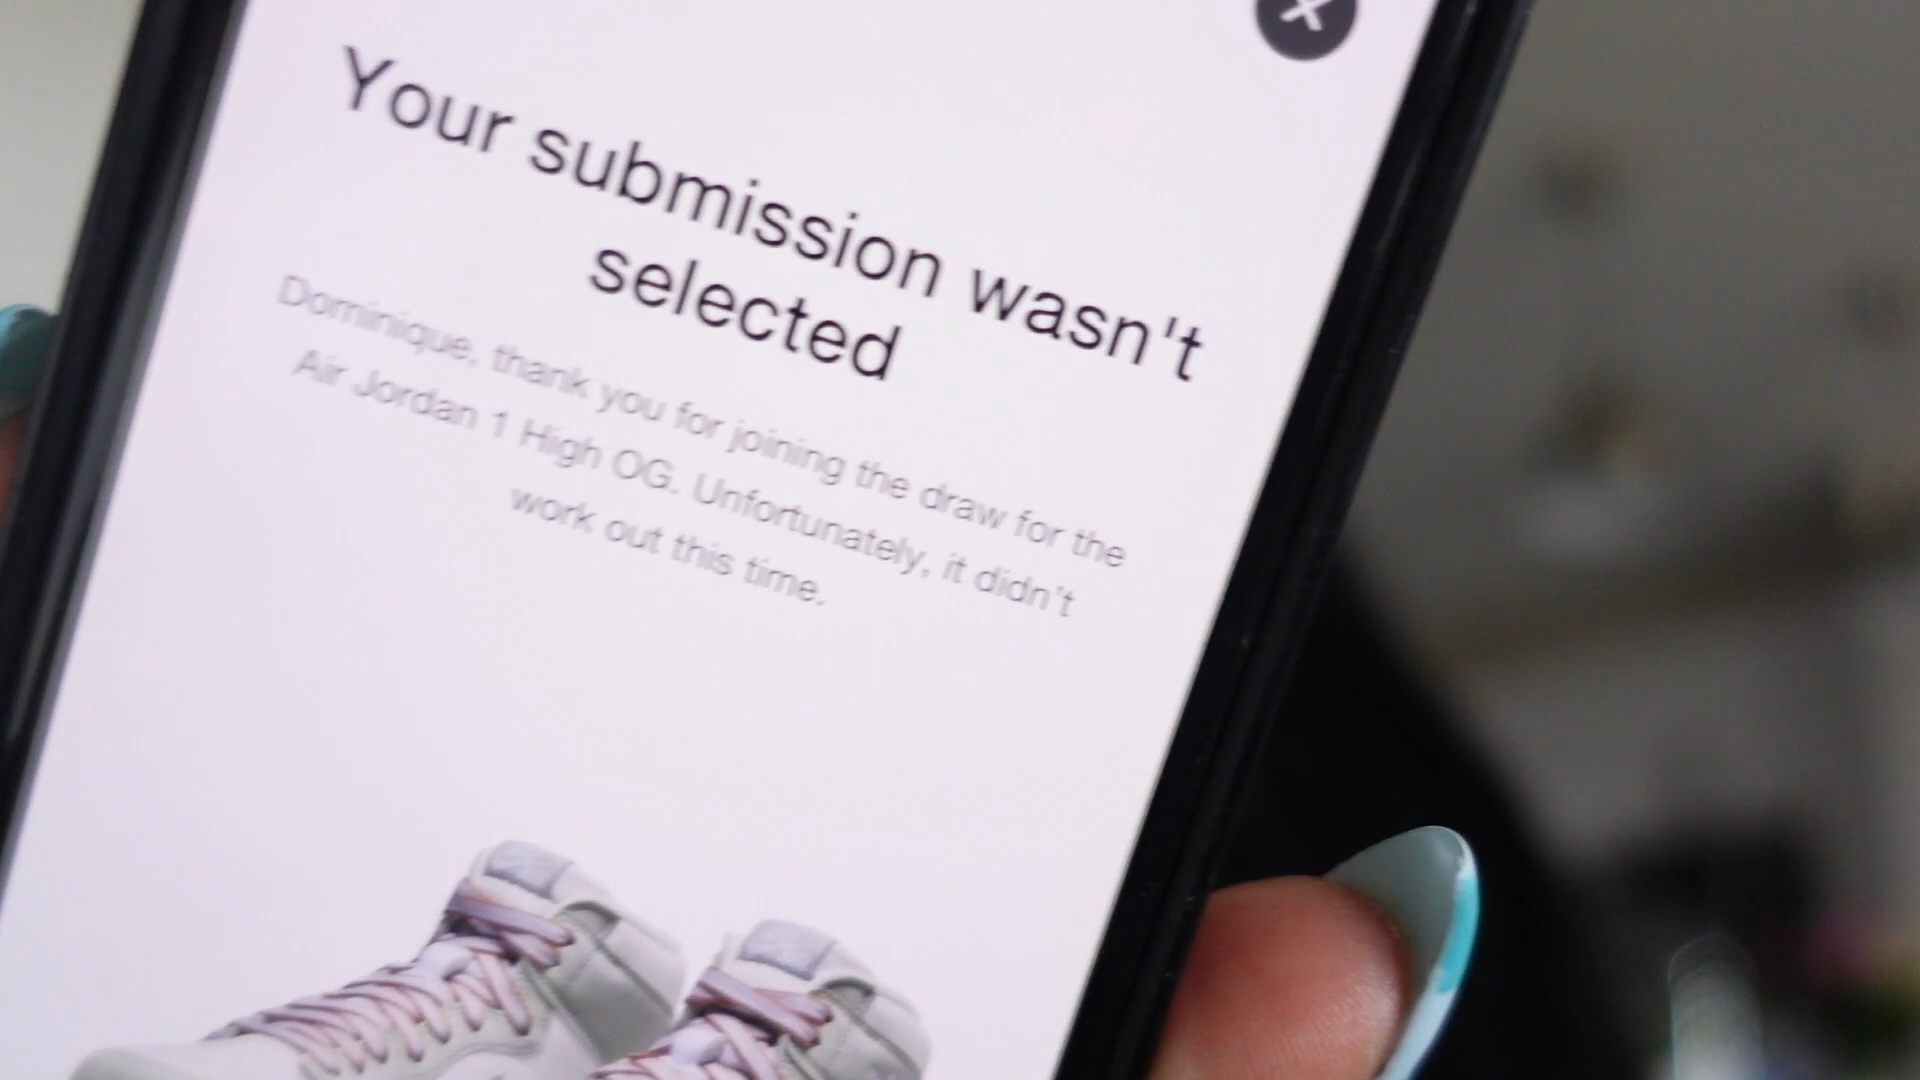 Your submission wasn't
selected
Dominique, thank you for joining the draw for the
Air Jordan 1 High OG. Unfortunately, it didn't
work out this time.